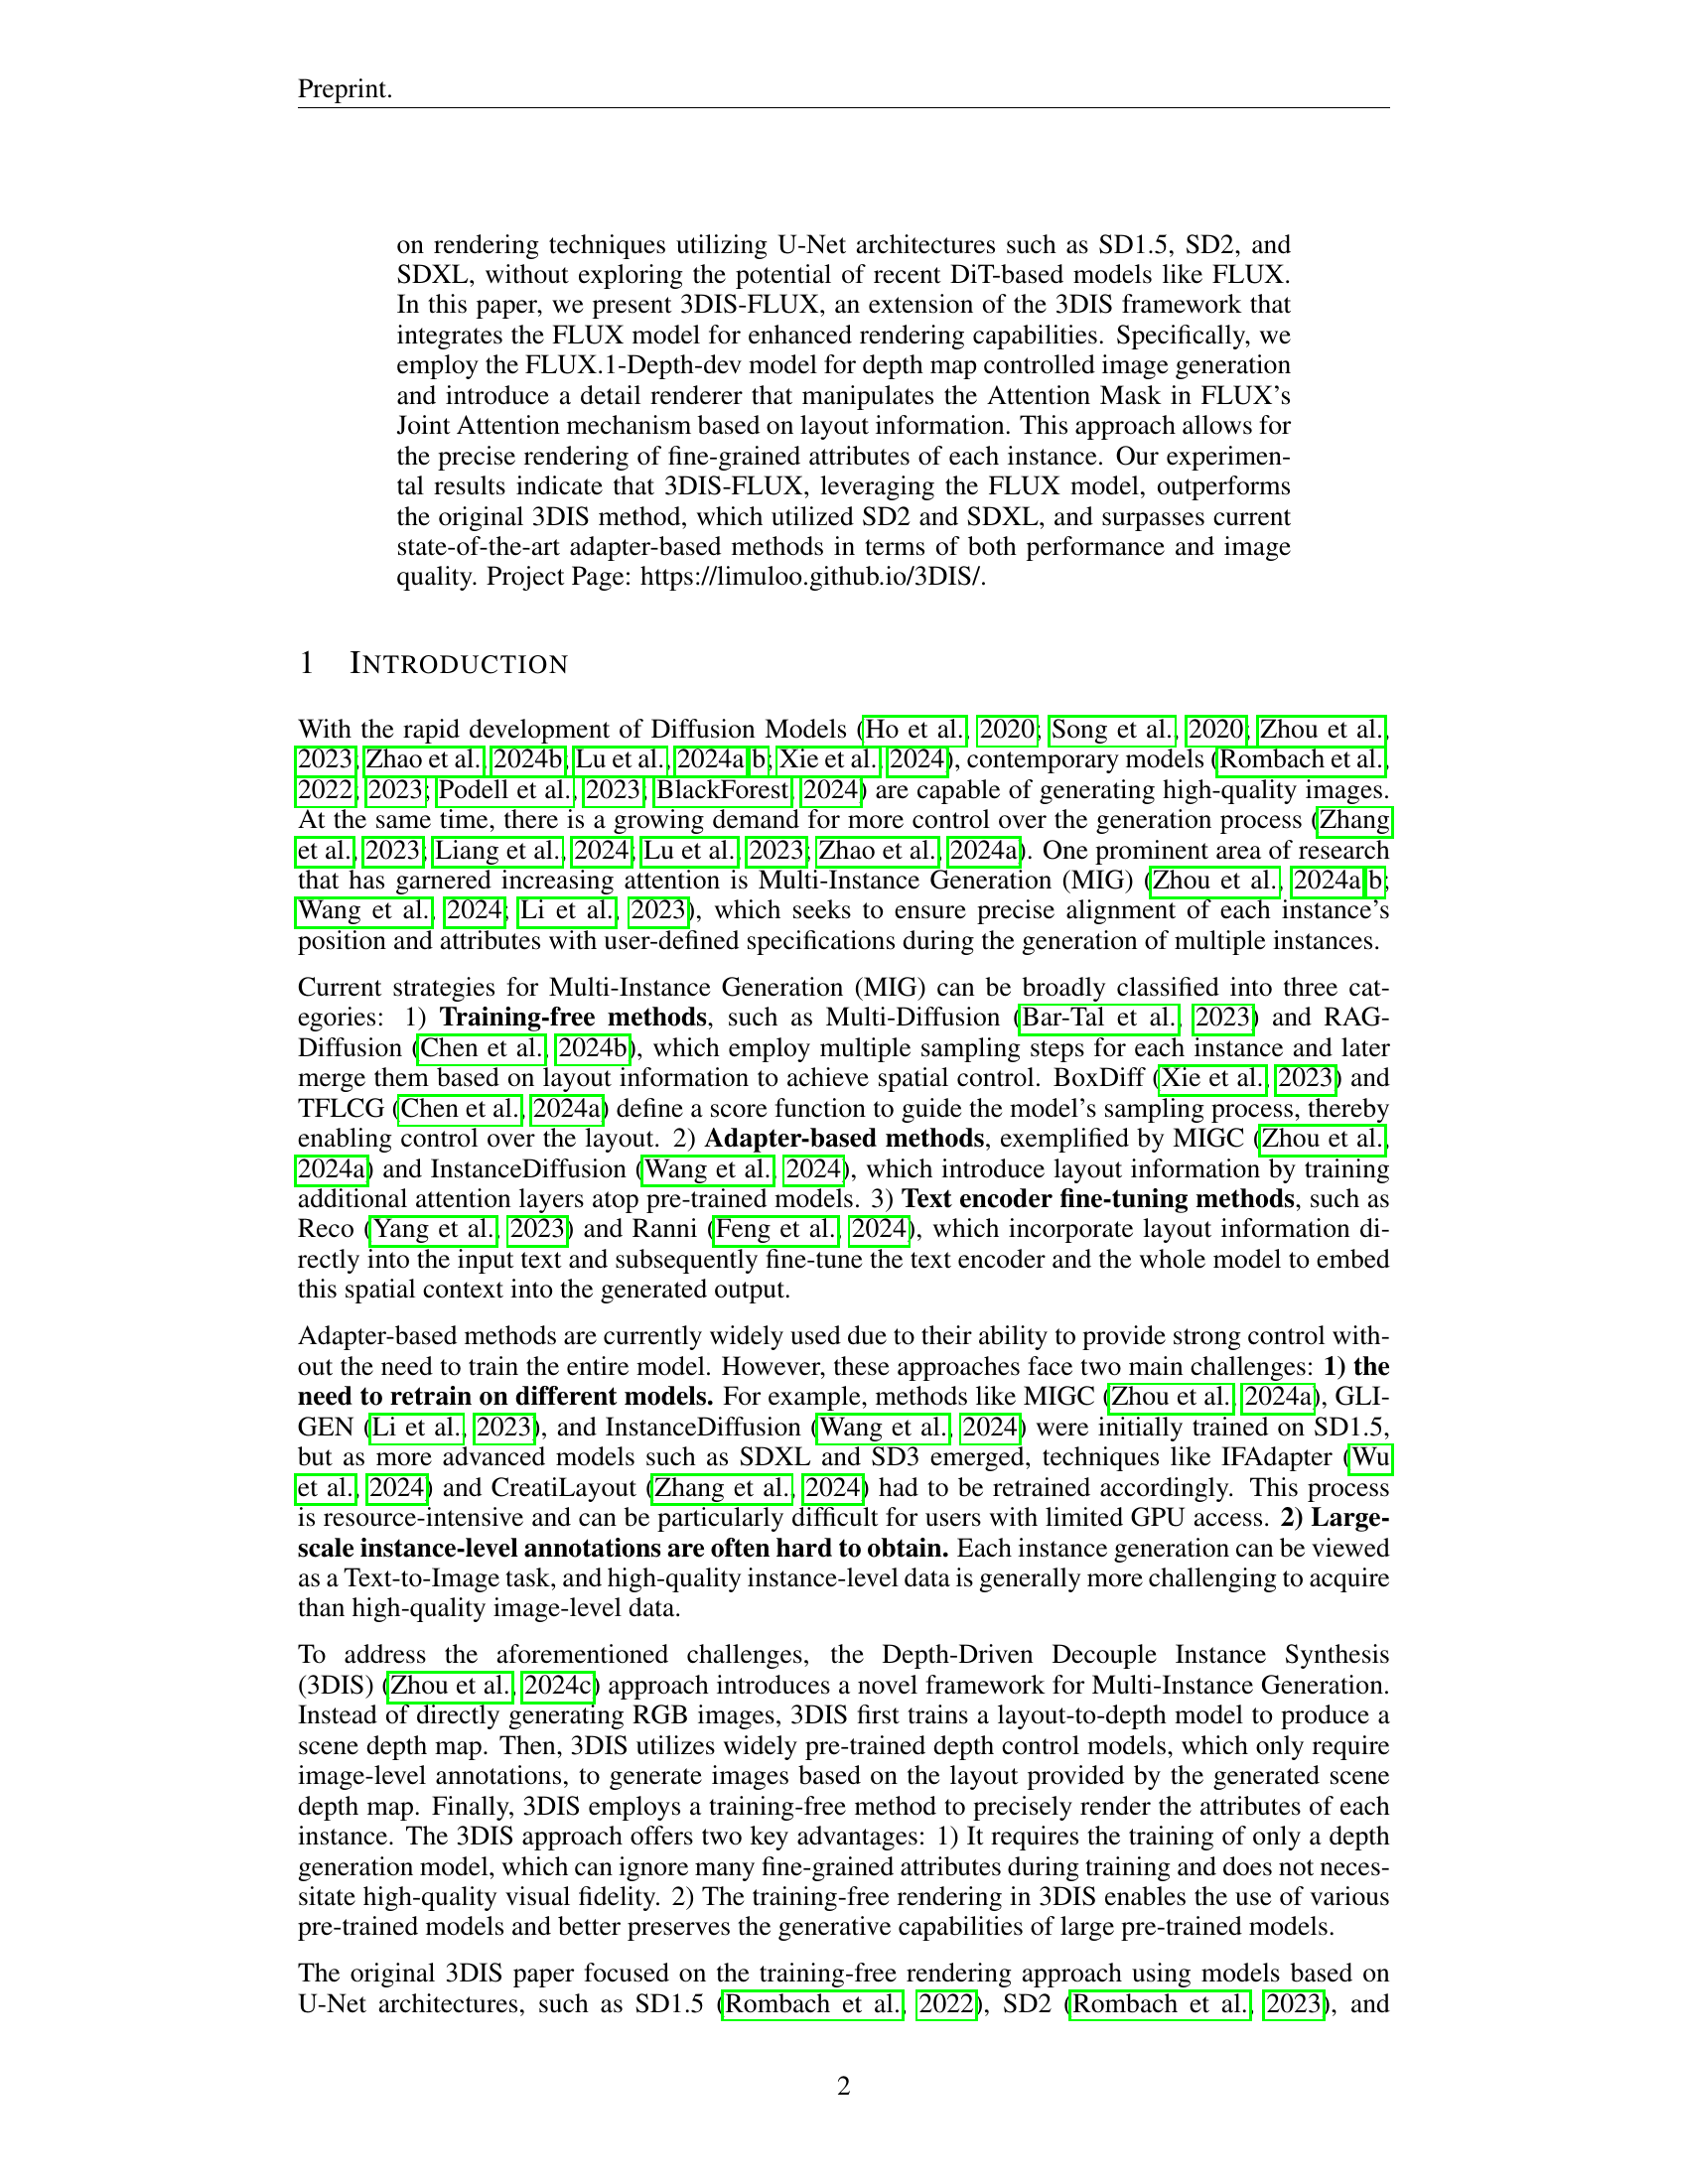 Preprint.
on rendering techniques utilizing U-Net architectures such as SD1.5, SD2, and
SDXL, without exploring the potential of recent DiT-based models like FLUX.
In this paper, we present 3DIS-FLUX, an extension of the 3DIS framework that
integrates the FLUX model for enhanced rendering capabilities. Specifically, we
employ the FLUX.1-Depth-dev model for depth map controlled image generation
and introduce a detail renderer that manipulates the Attention Mask in FLUX's
Joint Attention mechanism based on layout information. This approach allows for
the precise rendering of fine-grained attributes of each instance. Our experimen-
tal results indicate that 3DIS-FLUX, leveraging the FLUX model, outperforms
the original 3DIS method, which utilized SD2 and SDXL, and surpasses current
state-of-the-art adapter-based methods in terms of both performance and image
quality. Project Page: https://limuloo.github.io/3DIS/.
1 INTRODUCTION
With the rapid development of Diffusion Models (Ho et al., 2020; Song et al., 2020; Zhou et al.,
2023; Zhao et al., 2024b; Lu et al., 2024a;b; Xie et al., 2024), contemporary models (Rombach et al.,
2022; 2023; Podell et al., 2023; BlackForest, 2024) are capable of generating high-quality images.
At the same time, there is a growing demand for more control over the generation process (Zhang
et al., 2023; Liang et al., 2024; Lu et al., 2023; Zhao et al., 2024a). One prominent area of research
that has garnered increasing attention is Multi-Instance Generation (MIG) (Zhou et al., 2024a;b;
Wang et al., 2024; Li et al., 2023), which seeks to ensure precise alignment of each instance's
position and attributes with user-defined specifications during the generation of multiple instances.
Current strategies for Multi-Instance Generation (MIG) can be broadly classified into three cat-
egories: 1) Training-free methods, such as Multi-Diffusion (Bar-Tal et al., 2023) and RAG-
Diffusion (Chen et al., 2024b), which employ multiple sampling steps for each instance and later
merge them based on layout information to achieve spatial control. BoxDiff (Xie et al., 2023) and
TFLCG (Chen et al., 2024a) define a score function to guide the model's sampling process, thereby
enabling control over the layout. 2) Adapter-based methods, exemplified by MIGC (Zhou et al.,
2024a) and InstanceDiffusion (Wang et al., 2024), which introduce layout information by training
additional attention layers atop pre-trained models. 3) Text encoder fine-tuning methods, such as
Reco (Yang et al., 2023) and Ranni (Feng et al., 2024), which incorporate layout information di-
rectly into the input text and subsequently fine-tune the text encoder and the whole model to embed
this spatial context into the generated output.
Adapter-based methods are currently widely used due to their ability to provide strong control with-
out the need to train the entire model. However, these approaches face two main challenges: 1) the
need to retrain on different models. For example, methods like MIGC (Zhou et al., 2024a), GLI-
GEN (Li et al., 2023), and InstanceDiffusion (Wang et al., 2024) were initially trained on SD1.5,
but as more advanced models such as SDXL and SD3 emerged, techniques like IFAdapter (Wu
et al., 2024) and CreatiLayout (Zhang et al., 2024) had to be retrained accordingly. This process
is resource-intensive and can be particularly difficult for users with limited GPU access. 2) Large-
scale instance-level annotations are often hard to obtain. Each instance generation can be viewed
as a Text-to-Image task, and high-quality instance-level data is generally more challenging to acquire
than high-quality image-level data.
To address the aforementioned challenges, the Depth-Driven Decouple Instance Synthesis
(3DIS) (Zhou et al., 2024c) approach introduces a novel framework for Multi-Instance Generation.
Instead of directly generating RGB images, 3DIS first trains a layout-to-depth model to produce a
scene depth map. Then, 3DIS utilizes widely pre-trained depth control models, which only require
image-level annotations, to generate images based on the layout provided by the generated scene
depth map. Finally, 3DIS employs a training-free method to precisely render the attributes of each
instance. The 3DIS approach offers two key advantages: 1) It requires the training of only a depth
generation model, which can ignore many fine-grained attributes during training and does not neces-
sitate high-quality visual fidelity. 2) The training-free rendering in 3DIS enables the use of various
pre-trained models and better preserves the generative capabilities of large pre-trained models.
The original 3DIS paper focused on the training-free rendering approach using models based on
U-Net architectures, such as SD1.5 (Rombach et al., 2022), SD2 (Rombach et al., 2023), and
2